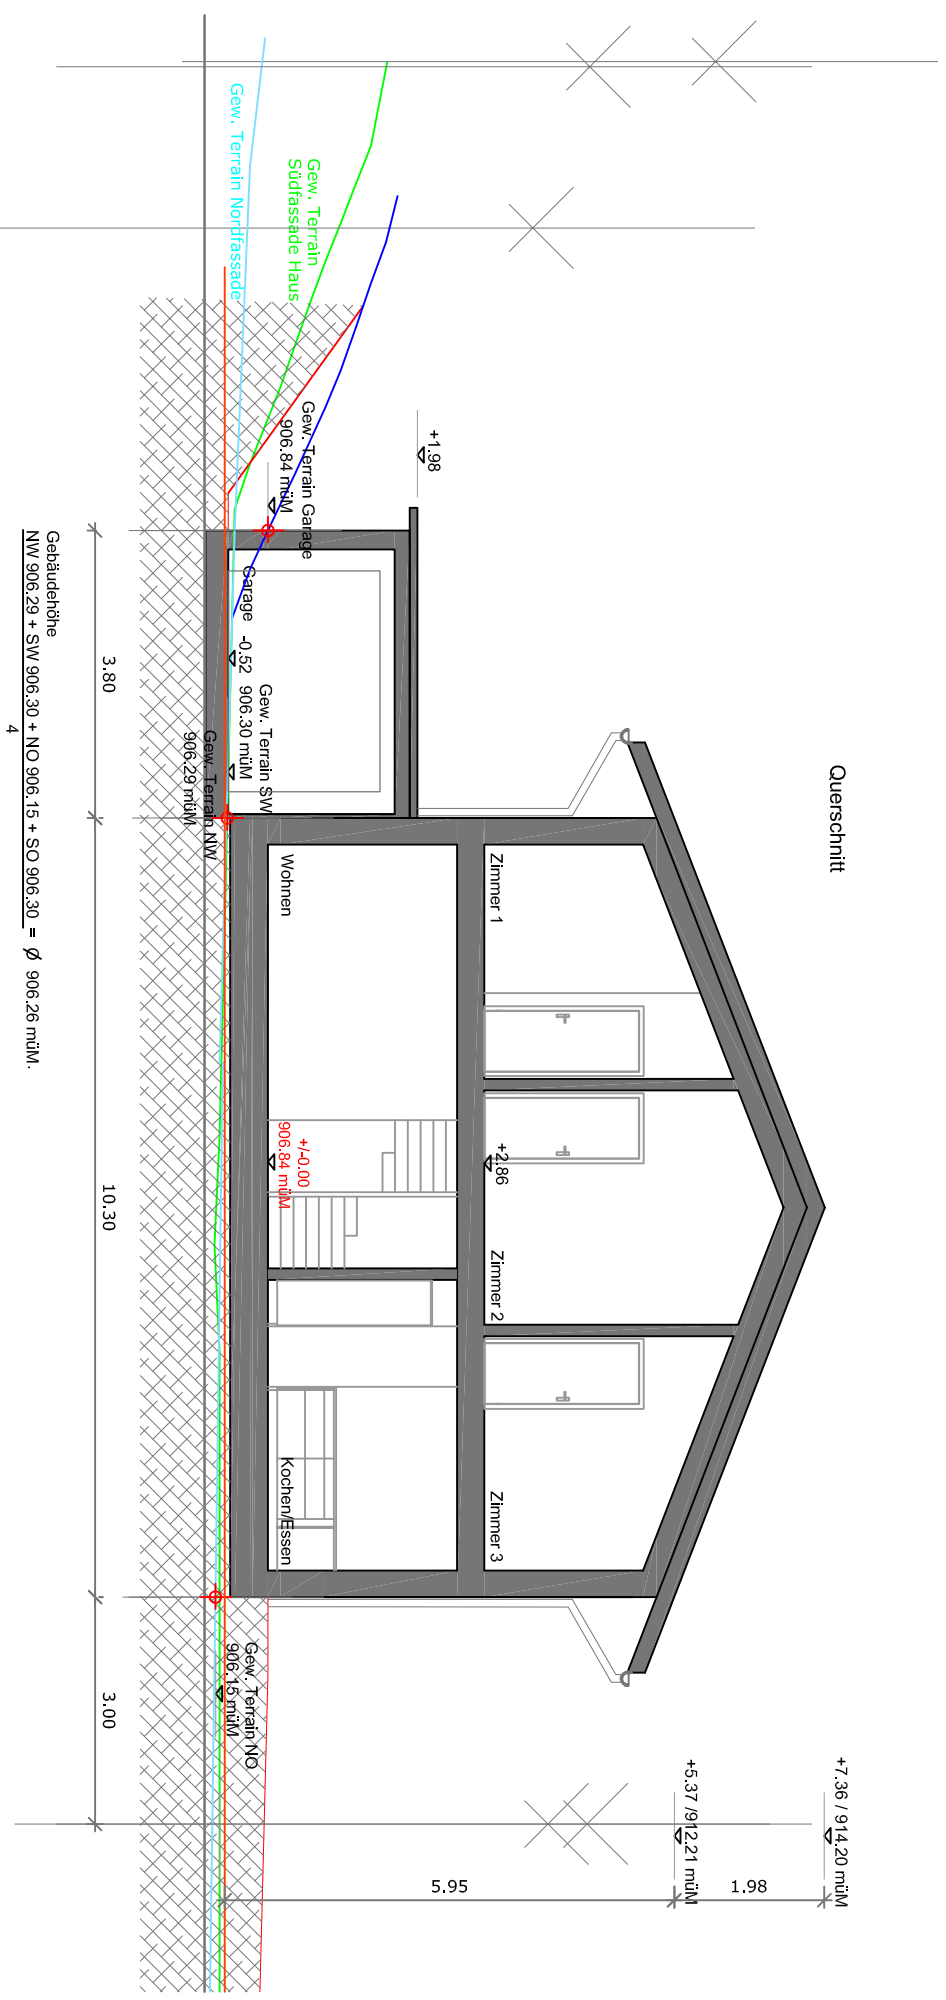 Querschnitt
+7.36 / 914.20 müM
+5.37 /912.21 müM
1.98
5.95
+1.98
Zimmer 1
+2.86
Zimmer 2
Zimmer 3
Gew. Terrain
Südfassade Haus
Gew. Terrain Nordfassade
Gew. Terrain Garage
906.84 müM
Garage
-0.52
Gew. Terrain SW
906.30 müM
Gew. Terrain NW
906.29 müM
Wohnen
+/-0.00
906.84 müM
Kochen/Essen
Gew. Terrain NO
906.15 müM
3.80
10.30
3.00
Gebäudehöhe
NW 906.29 + SW 906.30 + NO 906.15 + SO 906.30 = Ø 906.26 müM.
4